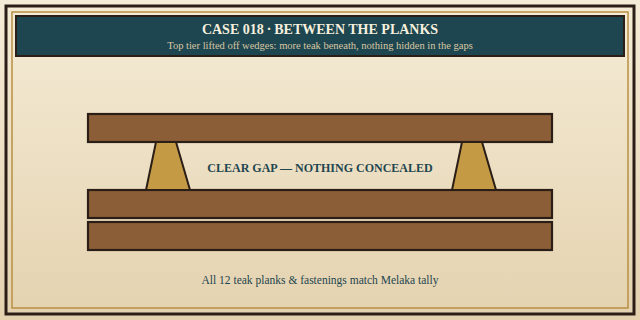 CASE 018 · BETWEEN THE PLANKS
Top tier lifted off wedges: more teak beneath, nothing hidden in the gaps
CLEAR GAP — NOTHING CONCEALED
All 12 teak planks & fastenings match Melaka tally